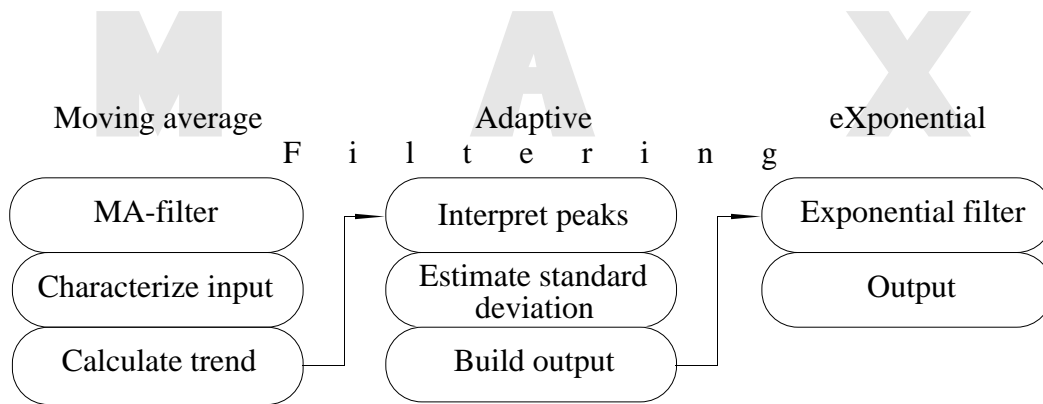 M A X
Moving average
Adaptive
eXponential
F i l t e r i n g
MA-filter
Characterize input
Calculate trend
Interpret peaks
Estimate standard
deviation
Build output
Exponential filter
Output